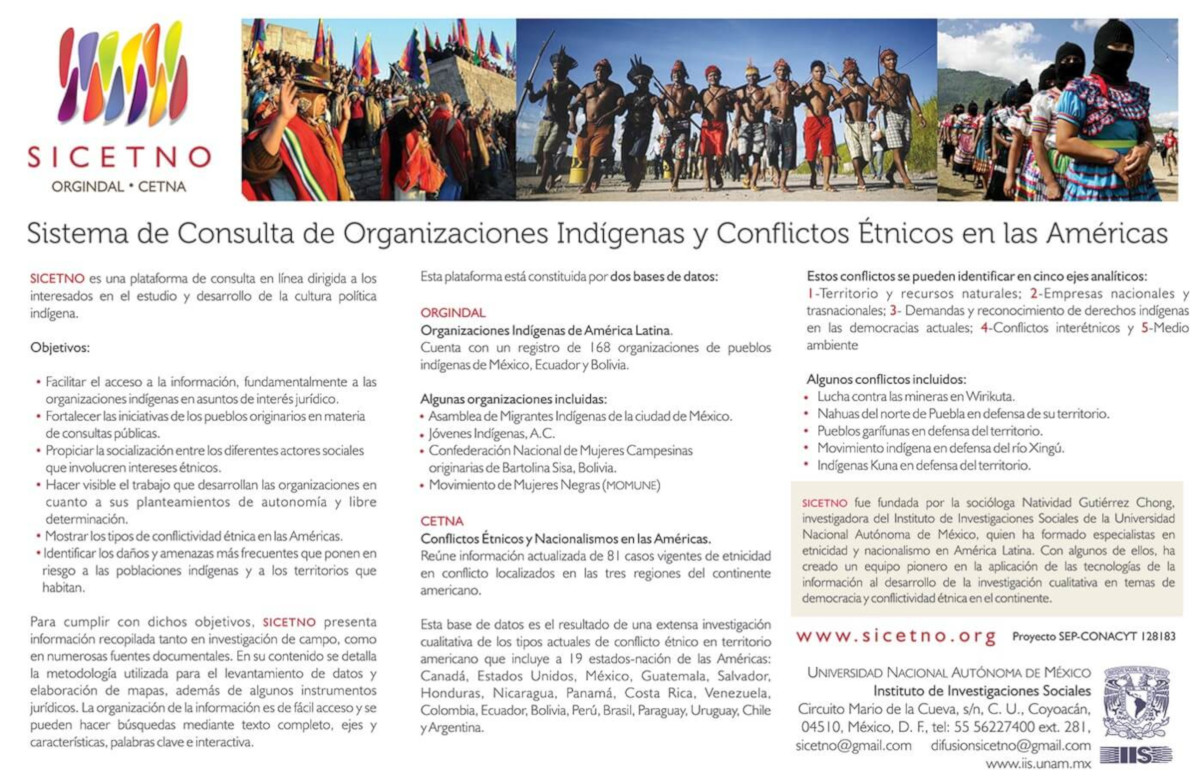 SICETNO
ORGINDAL • CETNA
Sistema de Consulta de Organizaciones Indígenas y Conflictos Étnicos en las Américas
SICETNO es una plataforma de consulta en línea dirigida a los
interesados en el estudio y desarrollo de la cultura política
indígena.
Objetivos:
• Facilitar el acceso a la información, fundamentalmente a las
organizaciones indígenas en asuntos de interés jurídico.
• Fortalecer las iniciativas de los pueblos originarios en materia
de consultas públicas.
• Propiciar la socialización entre los diferentes actores sociales
que involucren intereses étnicos.
• Hacer visible el trabajo que desarrollan las organizaciones en
cuanto a sus planteamientos de autonomía y libre
determinación.
• Mostrar los tipos de conflictividad étnica en las Américas.
• Identificar los daños y amenazas más frecuentes que ponen en
riesgo a las poblaciones indígenas y a los territorios que
habitan.
Para cumplir con dichos objetivos, SICETNO presenta
información recopilada tanto en investigación de campo, como
en numerosas fuentes documentales. En su contenido se detalla
la metodología utilizada para el levantamiento de datos y
elaboración de mapas, además de algunos instrumentos
jurídicos. La organización de la información es de fácil acceso y se
pueden hacer búsquedas mediante texto completo, ejes y
características, palabras clave e interactiva.
Esta plataforma está constituida por dos bases de datos:
ORGINDAL
Organizaciones Indígenas de América Latina.
Cuenta con un registro de 168 organizaciones de pueblos
indígenas de México, Ecuador y Bolivia.
Algunas organizaciones incluidas:
• Asamblea de Migrantes Indígenas de la ciudad de México.
• Jóvenes Indígenas, A.C.
• Confederación Nacional de Mujeres Campesinas
originarias de Bartolina Sisa, Bolivia.
• Movimiento de Mujeres Negras (MOMUNE)
CETNA
Conflictos Étnicos y Nacionalismos en las Américas.
Reúne información actualizada de 81 casos vigentes de etnicidad
en conflicto localizados en las tres regiones del continente
americano.
Esta base de datos es el resultado de una extensa investigación
cualitativa de los tipos actuales de conflicto étnico en territorio
americano que incluye a 19 estados-nación de las Américas:
Canadá, Estados Unidos, México, Guatemala, Salvador,
Honduras, Nicaragua, Panamá, Costa Rica, Venezuela,
Colombia, Ecuador, Bolivia, Perú, Brasil, Paraguay, Uruguay, Chile
y Argentina.
Estos conflictos se pueden identificar en cinco ejes analíticos:
1-Territorio y recursos naturales; 2-Empresas nacionales y
trasnacionales; 3- Demandas y reconocimiento de derechos indígenas
en las democracias actuales; 4-Conflictos interétnicos y 5-Medio
ambiente
Algunos conflictos incluidos:
• Lucha contra las mineras en Wirikuta.
• Nahuas del norte de Puebla en defensa de su territorio.
• Pueblos garífunas en defensa del territorio.
• Movimiento indígena en defensa del río Xingú.
• Indígenas Kuna en defensa del territorio.
SICETNO fue fundada por la socióloga Natividad Gutiérrez Chong,
investigadora del Instituto de Investigaciones Sociales de la Universidad
Nacional Autónoma de México, quien ha formado especialistas en
etnicidad y nacionalismo en América Latina. Con algunos de ellos, ha
creado un equipo pionero en la aplicación de las tecnologías de la
información al desarrollo de la investigación cualitativa en temas de
democracia y conflictividad étnica en el continente.
www.sicetno.org Proyecto SEP-CONACYT 128183
UNIVERSIDAD NACIONAL AUTÓNOMA DE MÉXICO
Instituto de Investigaciones Sociales
Circuito Mario de la Cueva, s/n, C. U., Coyoacán,
04510, México, D. F., tel: 55 56227400 ext. 281,
sicetno@gmail.com difusionsicetno@gmail.com
www.iis.unam.mx
IIS